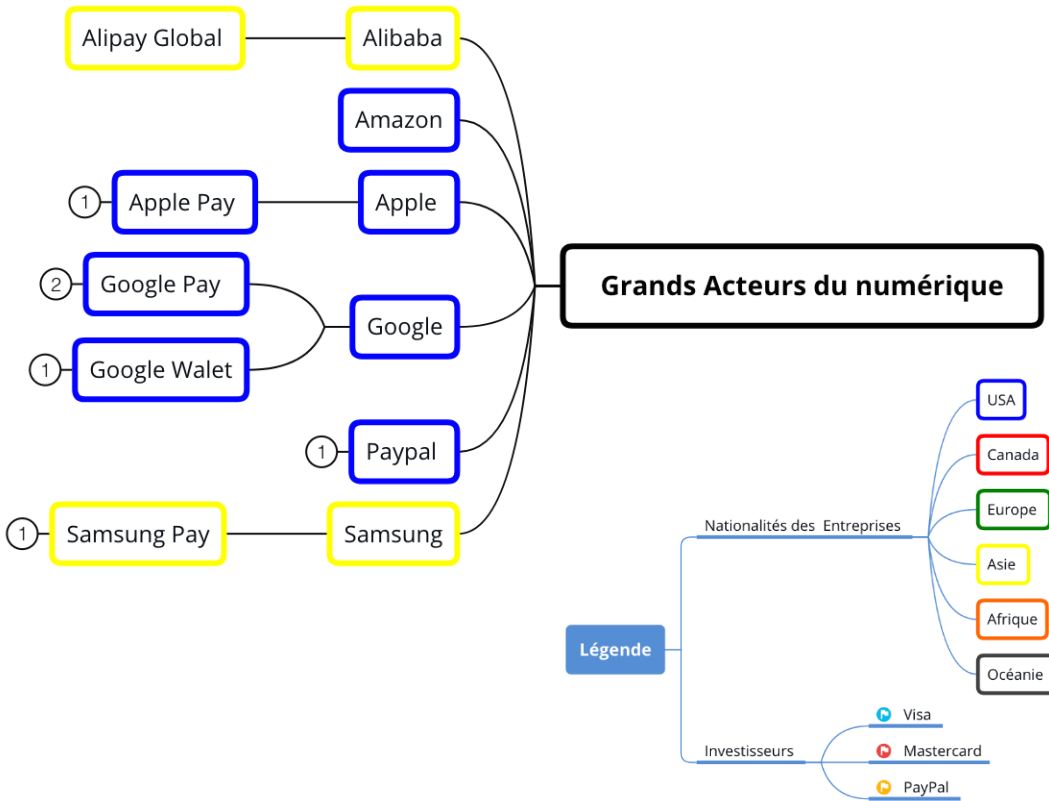 Alipay Global
Alibaba
Amazon
1
Apple Pay
Apple
2
Google Pay
Google
1
Google Walet
1
Paypal
1
Samsung Pay
Samsung
Grands Acteurs du numérique
Légende
Nationalités des Entreprises
USA
Canada
Europe
Asie
Afrique
Océanie
Investisseurs
Visa
Mastercard
PayPal